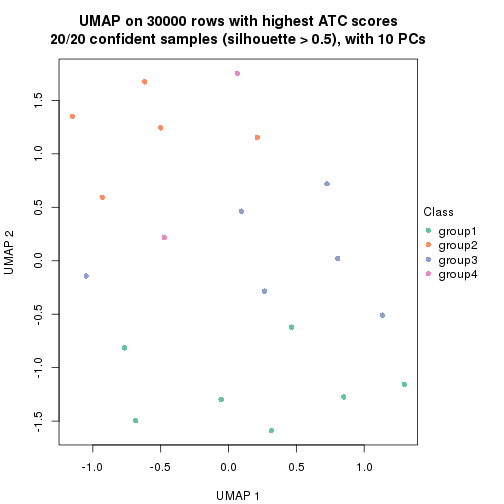 UMAP on 30000 rows with highest ATC scores
20/20 confident samples (silhouette > 0.5), with 10 PCs
UMAP 2
1.5
1.0
0.5
0.0
-0.5
-1.0
-1.5
-1.0
-0.5
0.0
0.5
1.0
UMAP 1
Class
group1
group2
group3
group4